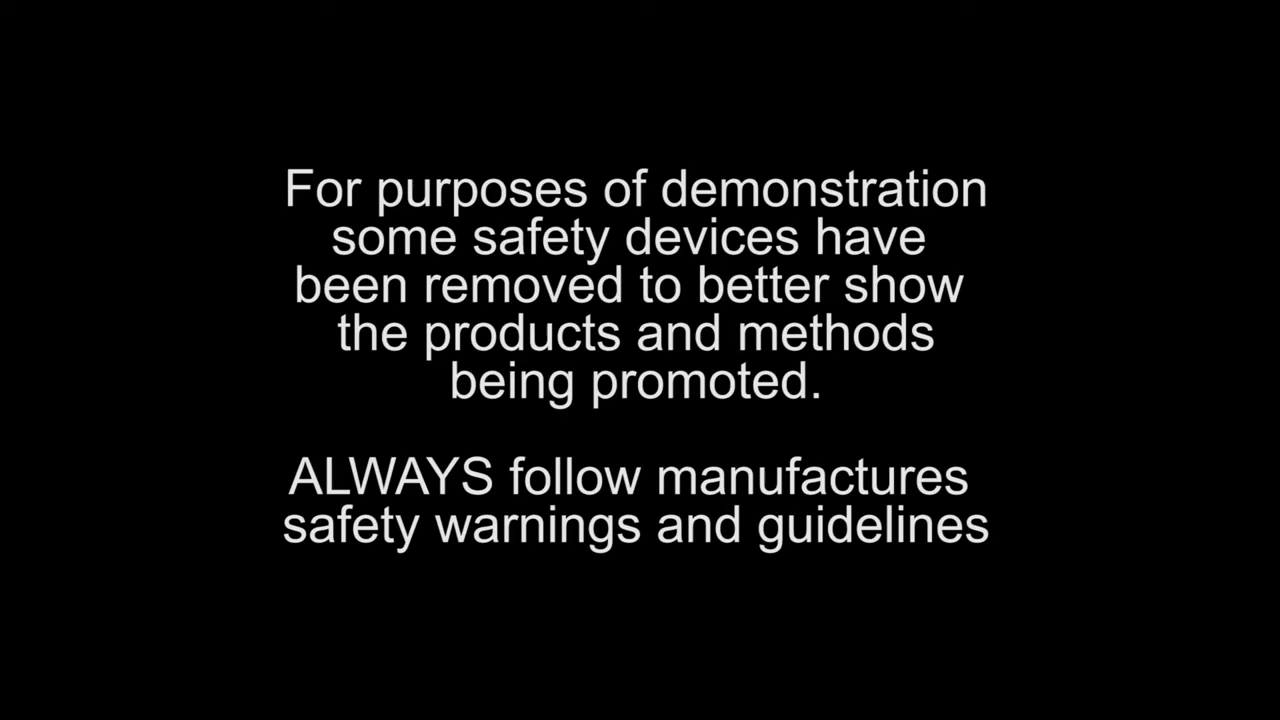 For purposes of demonstration
some safety devices have
been removed to better show
the products and methods
being promoted.
ALWAYS follow manufactures
safety warnings and guidelines